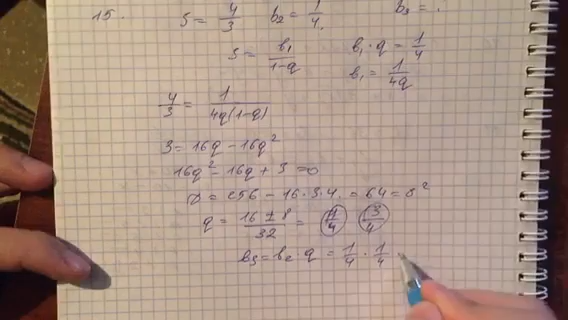 15. S = 4/3 b₂ = 1/4. b₃ = .
S = b₁/(1-q) b₁·q = 1/4
b₁ = 1/4q
4/3 = 1/(4q(1-q))
3 = 16q - 16q²
16q² - 16q + 3 = 0
D = 256 - 16·3·4 = 64 = 8²
q = (16 ± 8)/32 = 1/4 3/4
b₃ = b₂·q = 1/4 · 1/4